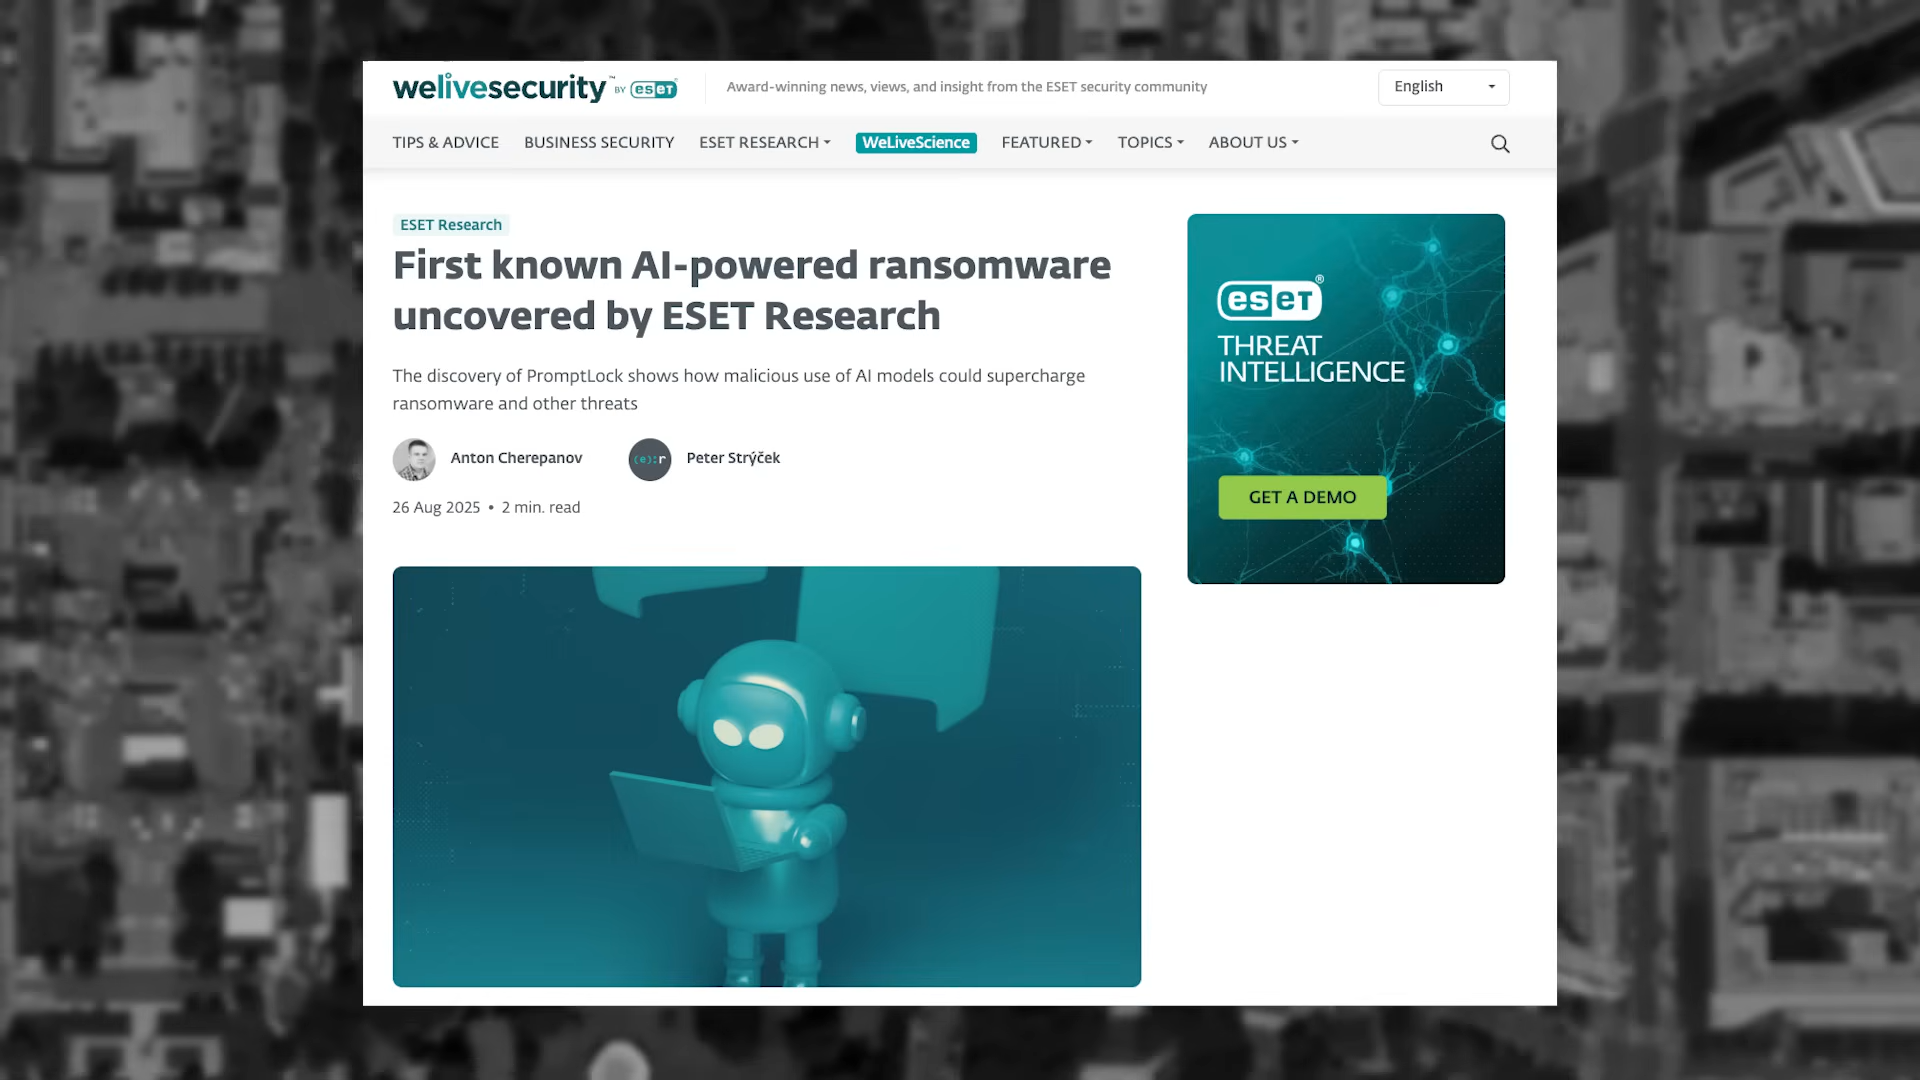 welivesecurity™ BY eset®
Award-winning news, views, and insight from the ESET security community
English
TIPS & ADVICE BUSINESS SECURITY ESET RESEARCH WeLiveScience FEATURED TOPICS ABOUT US
ESET Research
First known AI-powered ransomware
uncovered by ESET Research
The discovery of PromptLock shows how malicious use of AI models could supercharge
ransomware and other threats
Anton Cherepanov
(e):r
Peter Strýček
26 Aug 2025 • 2 min. read
eset®
THREAT
INTELLIGENCE
GET A DEMO